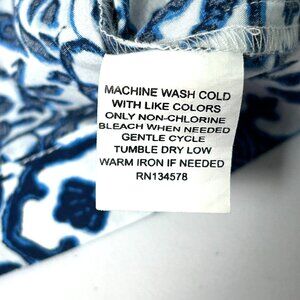 MACHINE WASH COLD
WITH LIKE COLORS
ONLY NON-CHLORINE
BLEACH WHEN NEEDED
GENTLE CYCLE
TUMBLE DRY LOW
WARM IRON IF NEEDED
RN134578